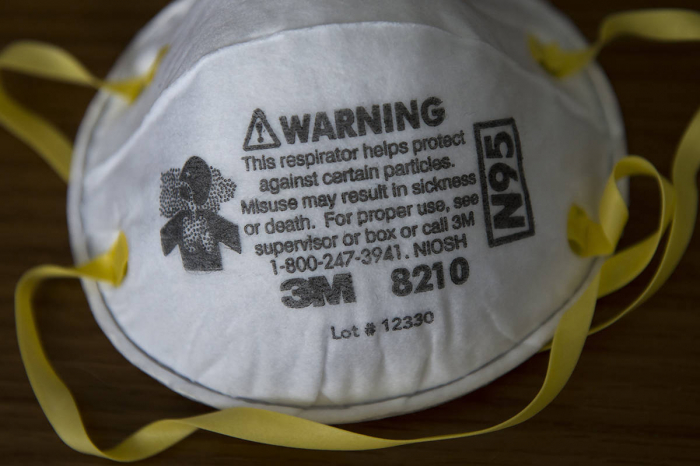 WARNING
This respirator helps protect
against certain particles.
Misuse may result in sickness
or death. For proper use, see
supervisor or box or call 3M
1-800-247-3941. NIOSH
3M 8210
Lot # 12330
N95